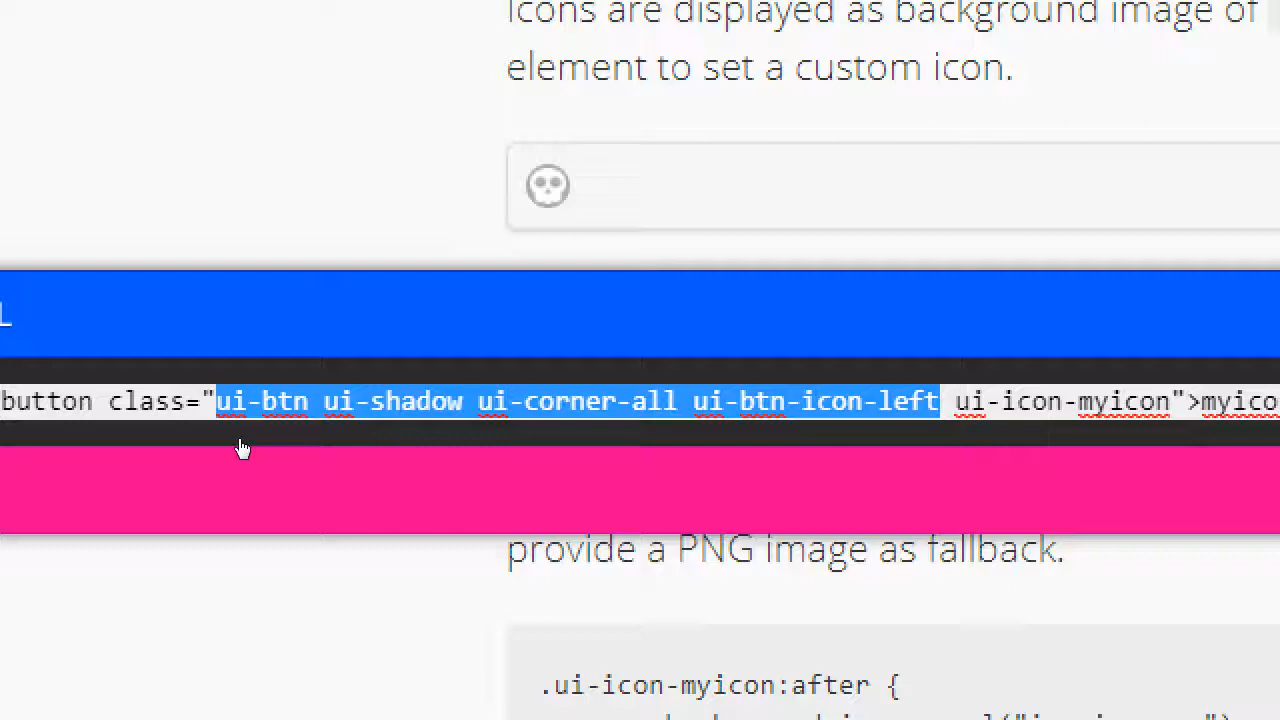 Icons are displayed as background image of
element to set a custom icon.
L
button class="ui-btn ui-shadow ui-corner-all ui-btn-icon-left ui-icon-myicon">myico
provide a PNG image as fallback.
.ui-icon-myicon:after {